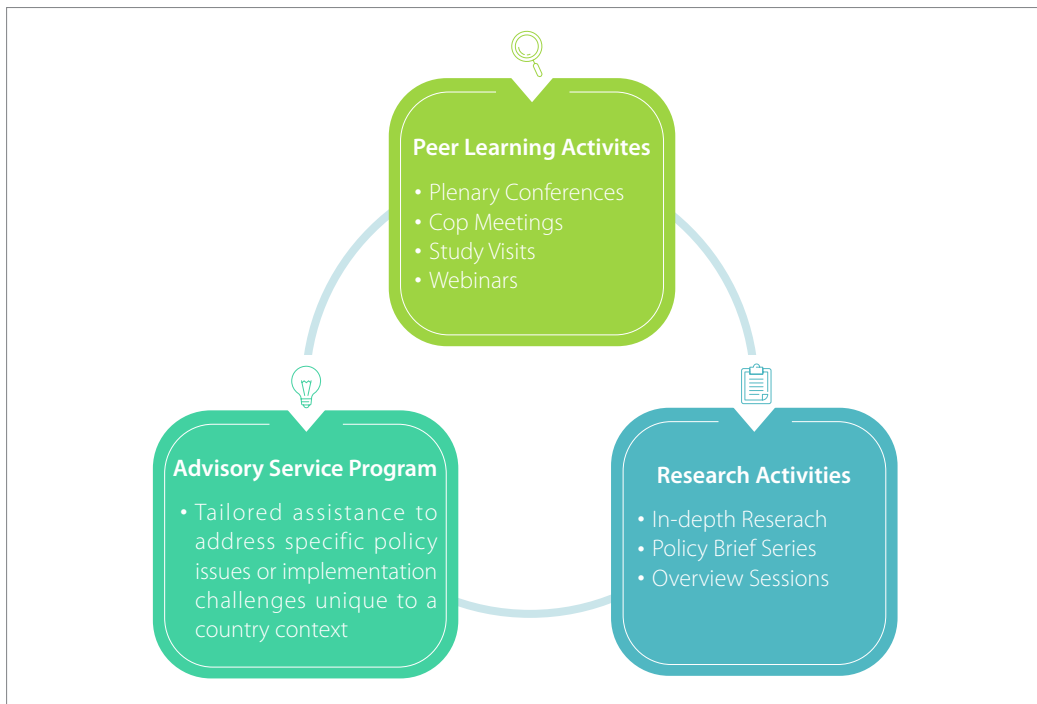 Peer Learning Activites
• Plenary Conferences
• Cop Meetings
• Study Visits
• Webinars
Advisory Service Program
• Tailored assistance to
address specific policy
issues or implementation
challenges unique to a
country context
Research Activities
• In-depth Reserach
• Policy Brief Series
• Overview Sessions